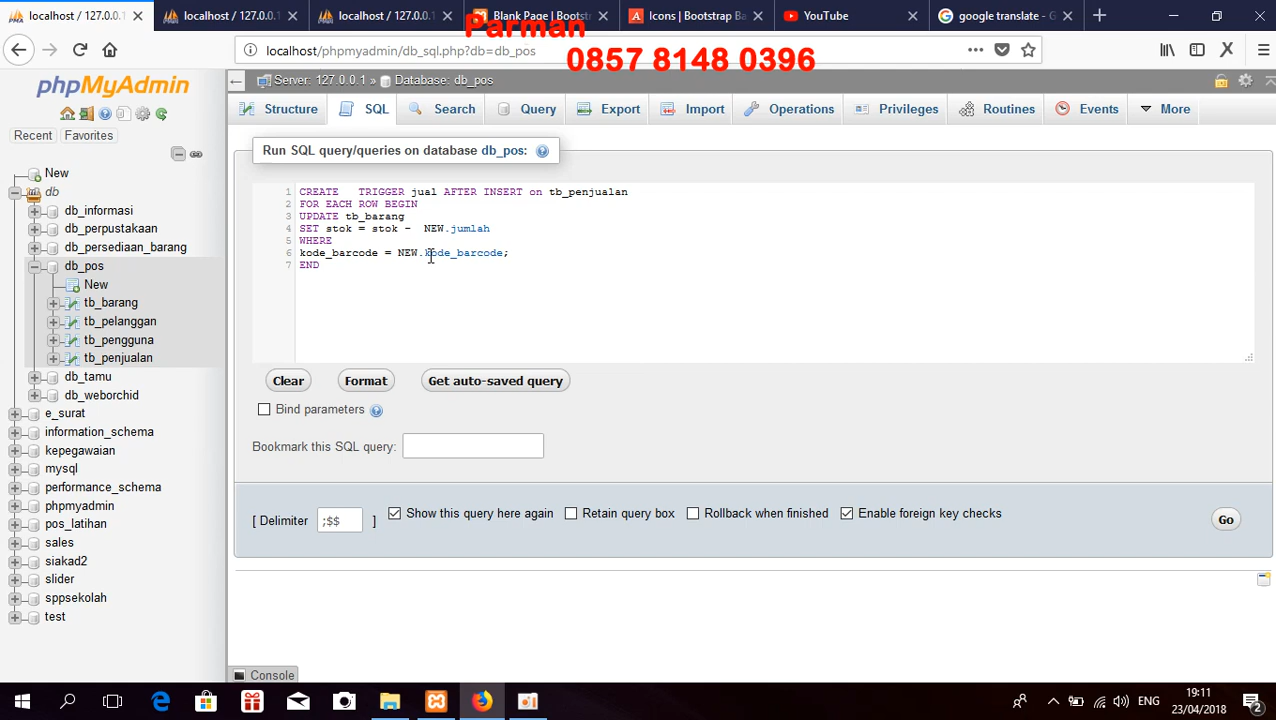 localhost / 127.0.0.1
localhost / 127.0.0.1
localhost / 127.0.0.1
Blank Page | Bootst
Icons | Bootstrap Ba
YouTube
google translate - G
Parman
0857 8148 0396
localhost/phpmyadmin/db_sql.php?db=db_pos
phpMyAdmin
Recent
Favorites
New
db
db_informasi
db_perpustakaan
db_persediaan_barang
db_pos
New
tb_barang
tb_pelanggan
tb_pengguna
tb_penjualan
db_tamu
db_weborchid
e_surat
information_schema
kepegawaian
mysql
performance_schema
phpmyadmin
pos_latihan
sales
siakad2
slider
sppsekolah
test
Server: 127.0.0.1 » Database: db_pos
Structure
SQL
Search
Query
Export
Import
Operations
Privileges
Routines
Events
More
Run SQL query/queries on database db_pos:
1 CREATE TRIGGER jual AFTER INSERT on tb_penjualan
2 FOR EACH ROW BEGIN
3 UPDATE tb_barang
4 SET stok = stok - NEW.jumlah
5 WHERE
6 kode_barcode = NEW.kode_barcode;
7 END
Clear
Format
Get auto-saved query
Bind parameters
Bookmark this SQL query:
[ Delimiter ;$$ ]
Show this query here again
Retain query box
Rollback when finished
Enable foreign key checks
Go
Console
ENG
19:11
23/04/2018
2